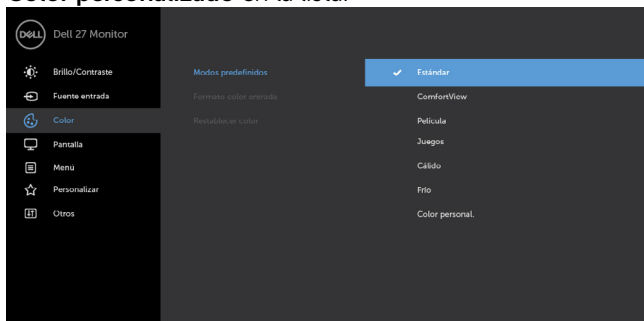 Color personalizado en la lista.
DELL Dell 27 Monitor
Brillo/Contraste Modos predefinidos Estándar
Fuente entrada Formato color entrada ComfortView
Color Restablecer color Película
Pantalla Juegos
Menú Cálido
Personalizar Frío
Otros Color personal.